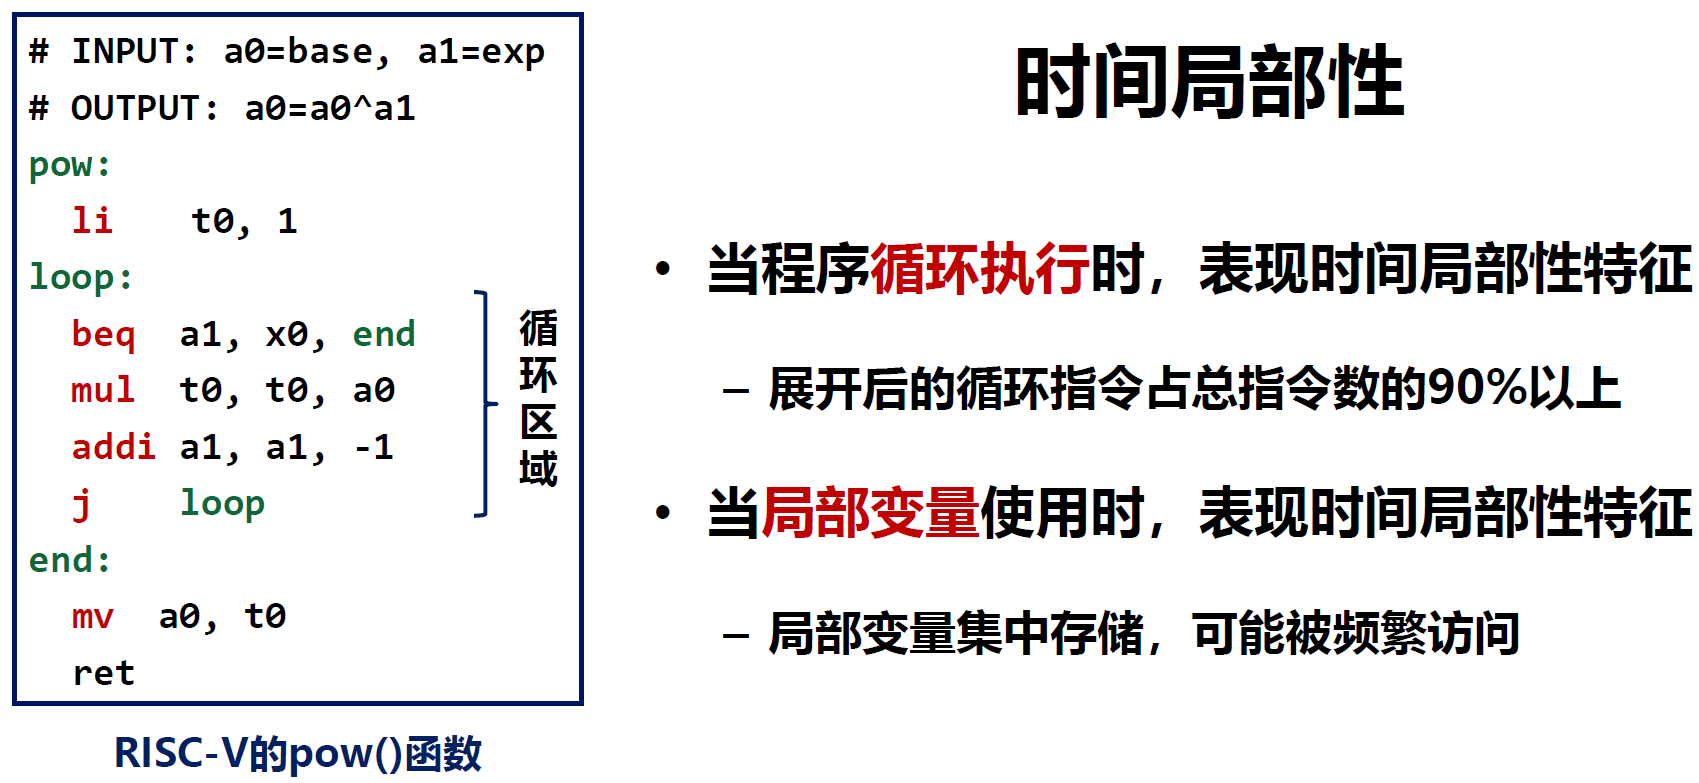 # INPUT: a0=base, a1=exp
# OUTPUT: a0=a0^a1
pow:
li t0, 1
loop:
beq a1, x0, end
mul t0, t0, a0
addi a1, a1, -1
j loop
end:
mv a0, t0
ret
循环区域
RISC-V的pow()函数
时间局部性
• 当程序循环执行时，表现时间局部性特征
– 展开后的循环指令占总指令数的90%以上
• 当局部变量使用时，表现时间局部性特征
– 局部变量集中存储，可能被频繁访问